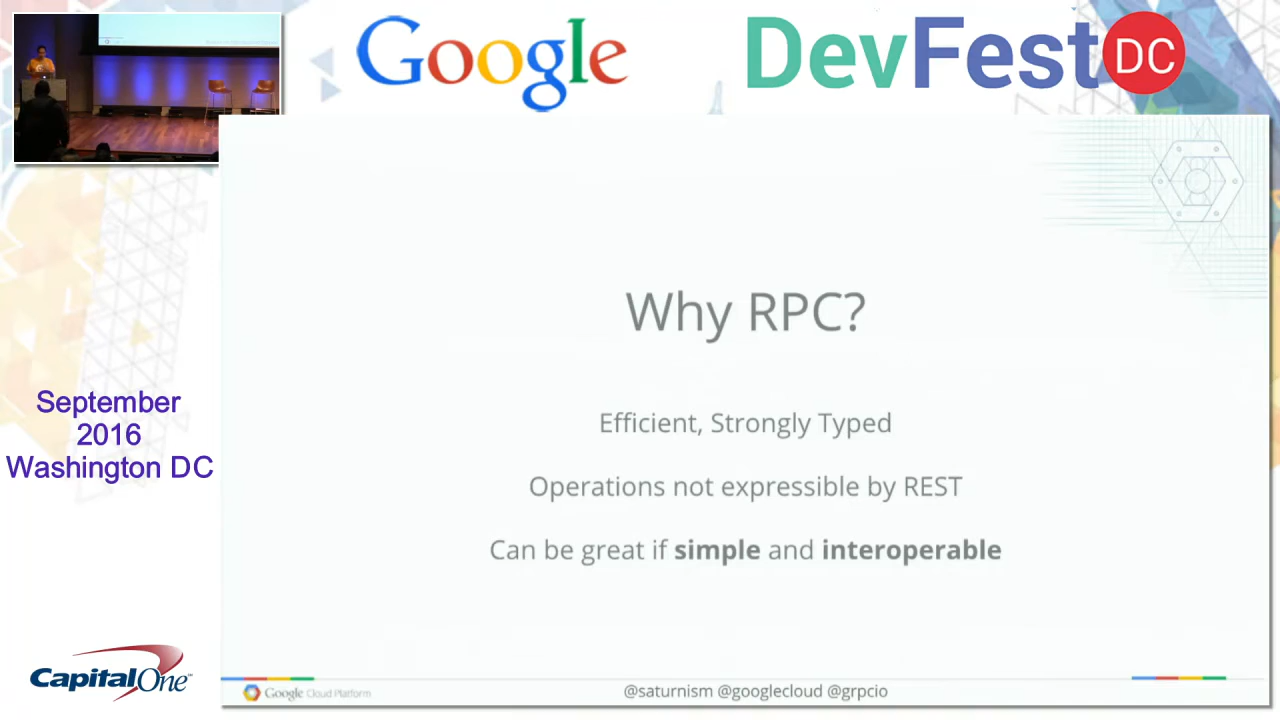 Google
DevFest DC
Why RPC?
Efficient, Strongly Typed
Operations not expressible by REST
Can be great if simple and interoperable
September
2016
Washington DC
Capital One
Google Cloud Platform
@saturnism @googlecloud @grpcio